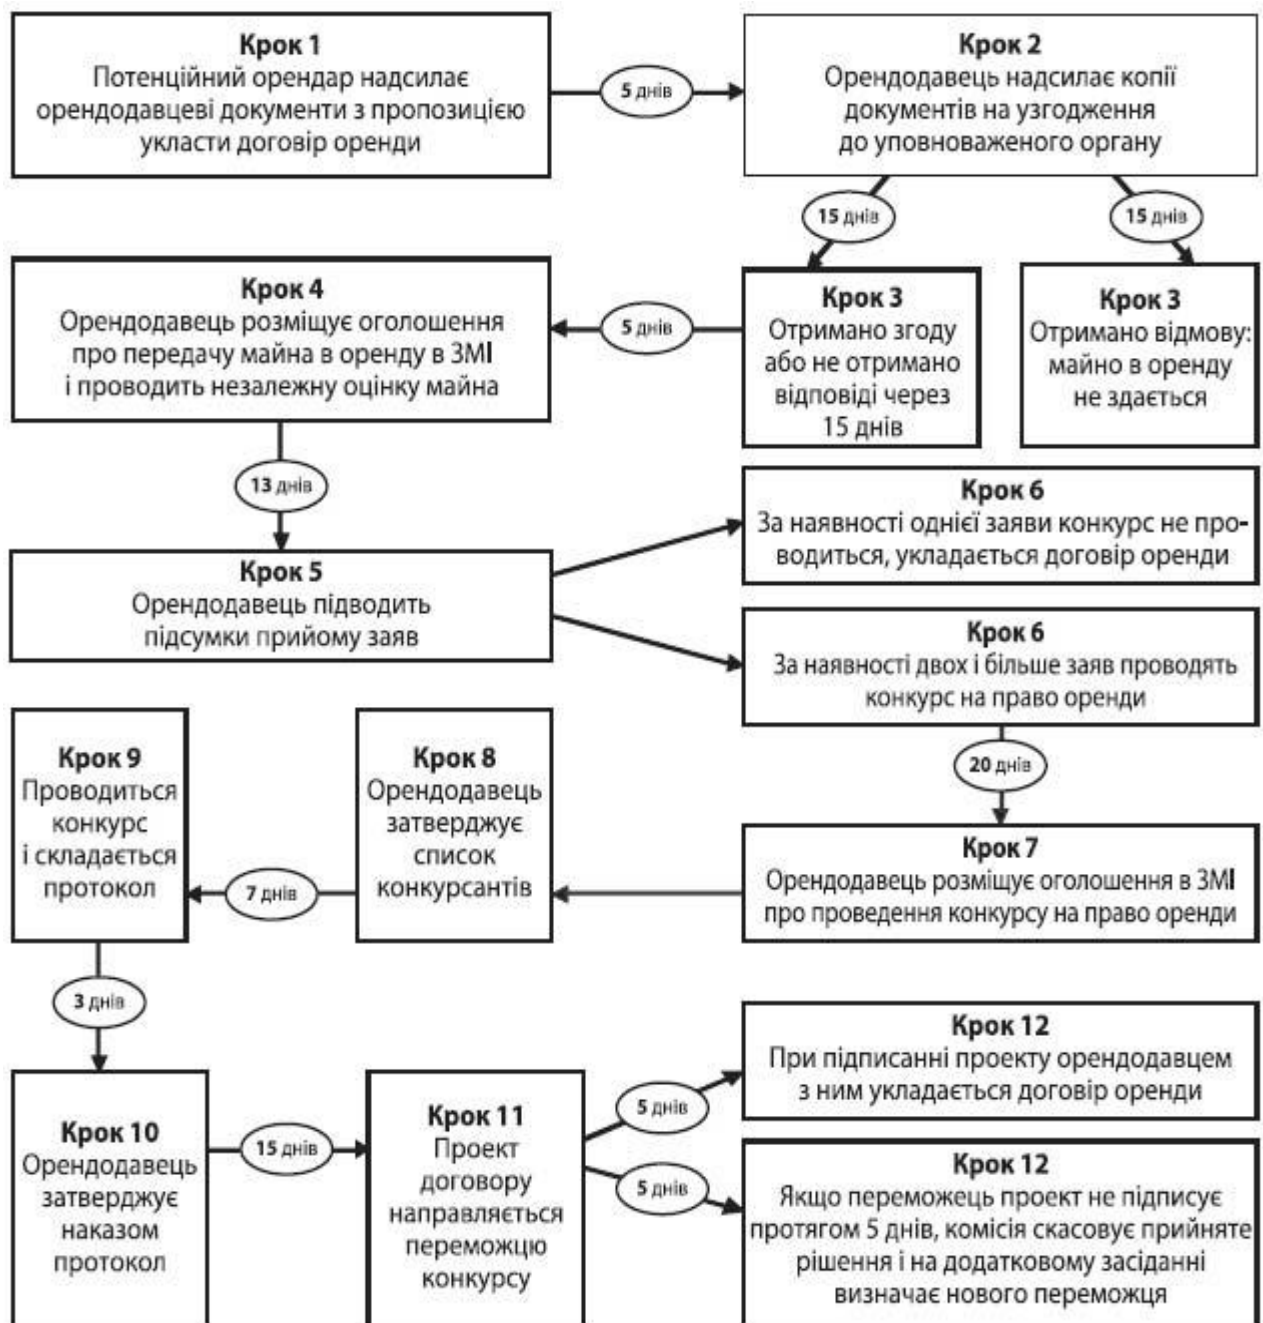 Крок 1
Потенційний орендар надсилає
орендодавцеві документи з пропозицією
укласти договір оренди
5 днів
Крок 2
Орендодавець надсилає копії
документів на узгодження
до уповноваженого органу
15 днів
15 днів
Крок 3
Отримано згоду
або не отримано
відповіді через
15 днів
Крок 3
Отримано відмову:
майно в оренду
не здається
5 днів
Крок 4
Орендодавець розміщує оголошення
про передачу майна в оренду в ЗМІ
і проводить незалежну оцінку майна
13 днів
Крок 5
Орендодавець підводить
підсумки прийому заяв
Крок 6
За наявності однієї заяви конкурс не про-
водиться, укладається договір оренди
Крок 6
За наявності двох і більше заяв проводять
конкурс на право оренди
20 днів
Крок 7
Орендодавець розміщує оголошення в ЗМІ
про проведення конкурсу на право оренди
Крок 8
Орендодавець
затверджує
список
конкурсантів
7 днів
Крок 9
Проводиться
конкурс
і складається
протокол
3 днів
Крок 10
Орендодавець
затверджує
наказом
протокол
15 днів
Крок 11
Проект
договору
направляється
переможцю
конкурсу
5 днів
5 днів
Крок 12
При підписанні проекту орендодавцем
з ним укладається договір оренди
Крок 12
Якщо переможець проект не підписує
протягом 5 днів, комісія скасовує прийняте
рішення і на додатковому засіданні
визначає нового переможця